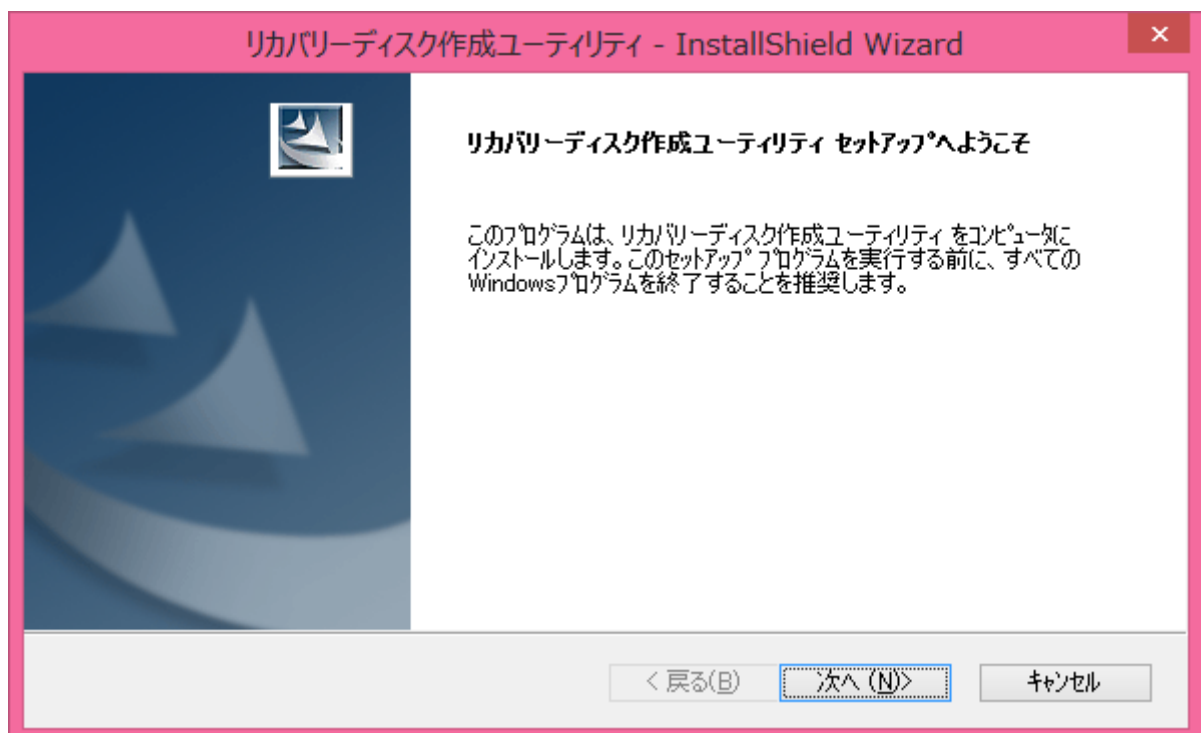 リカバリーディスク作成ユーティリティ - InstallShield Wizard
リカバリーディスク作成ユーティリティ セットアップへようこそ
このプログラムは、リカバリーディスク作成ユーティリティ をコンピュータに
インストールします。このセットアップ プログラムを実行する前に、すべての
Windowsプログラムを終了することを推奨します。
< 戻る(B) 次へ (N)> キャンセル